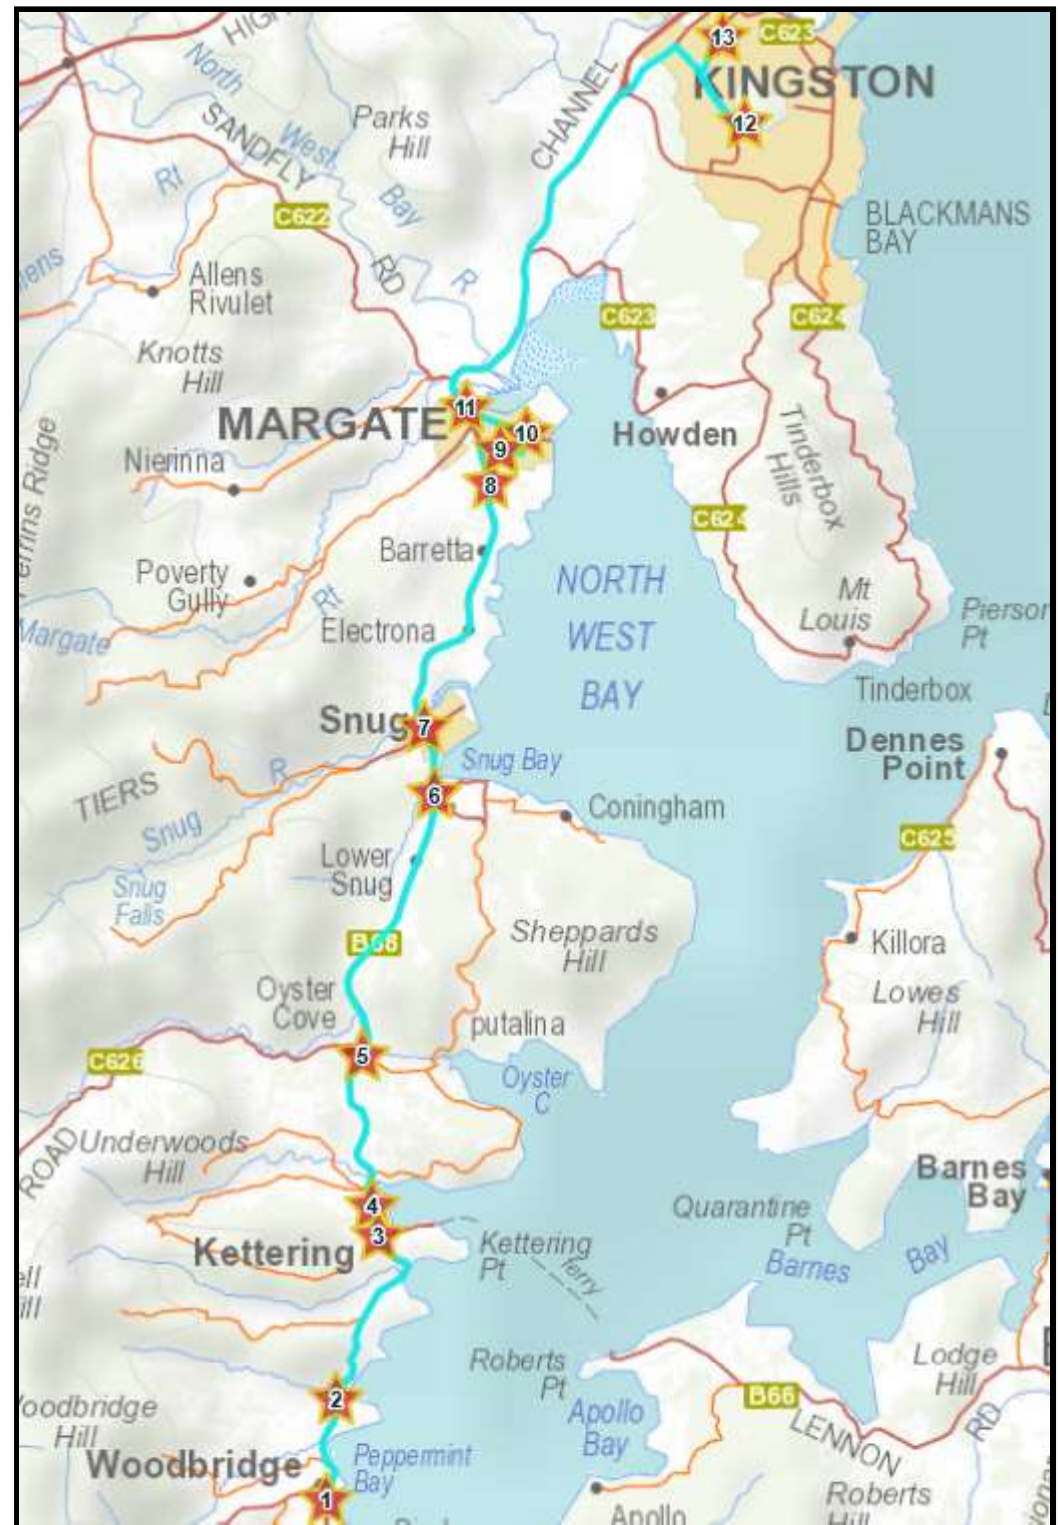 HIGH
13
C623
North
KINGSTON
CHANNEL
Parks
Hill
SANDFLY
West
12
Rt
Bay
C622
BLACKMANS
BAY
RD
R
Allens
Rivulet
C623
C624
Knotts
Hill
11
MARGATE
10
Howden
9
Tinderbox
Hills
Nierinna
8
C624
Barretta
Poverty
Gully
NORTH
WEST
BAY
Mt
Louis
Pierson
Pt
Rt
Margate
Electrona
Tinderbox
Snug
7
Dennes
Point
Snug Bay
R
TIERS
6
Coningham
Snug
C625
Lower
Snug
Snug
Falls
Sheppards
Hill
B68
Killora
Oyster
Cove
Lowes
Hill
putalina
5
C626
Oyster
C
Underwoods
Hill
ROAD
Barnes
Bay
4
Quarantine
Pt
3
Kettering
Kettering
Pt
ferry
Barnes
Bay
Roberts
Pt
Lodge
Hill
2
B66
Apollo
Bay
LENNON
RD
Hill
Woodbridge
Peppermint
Bay
1
Roberts
Hill
Apollo